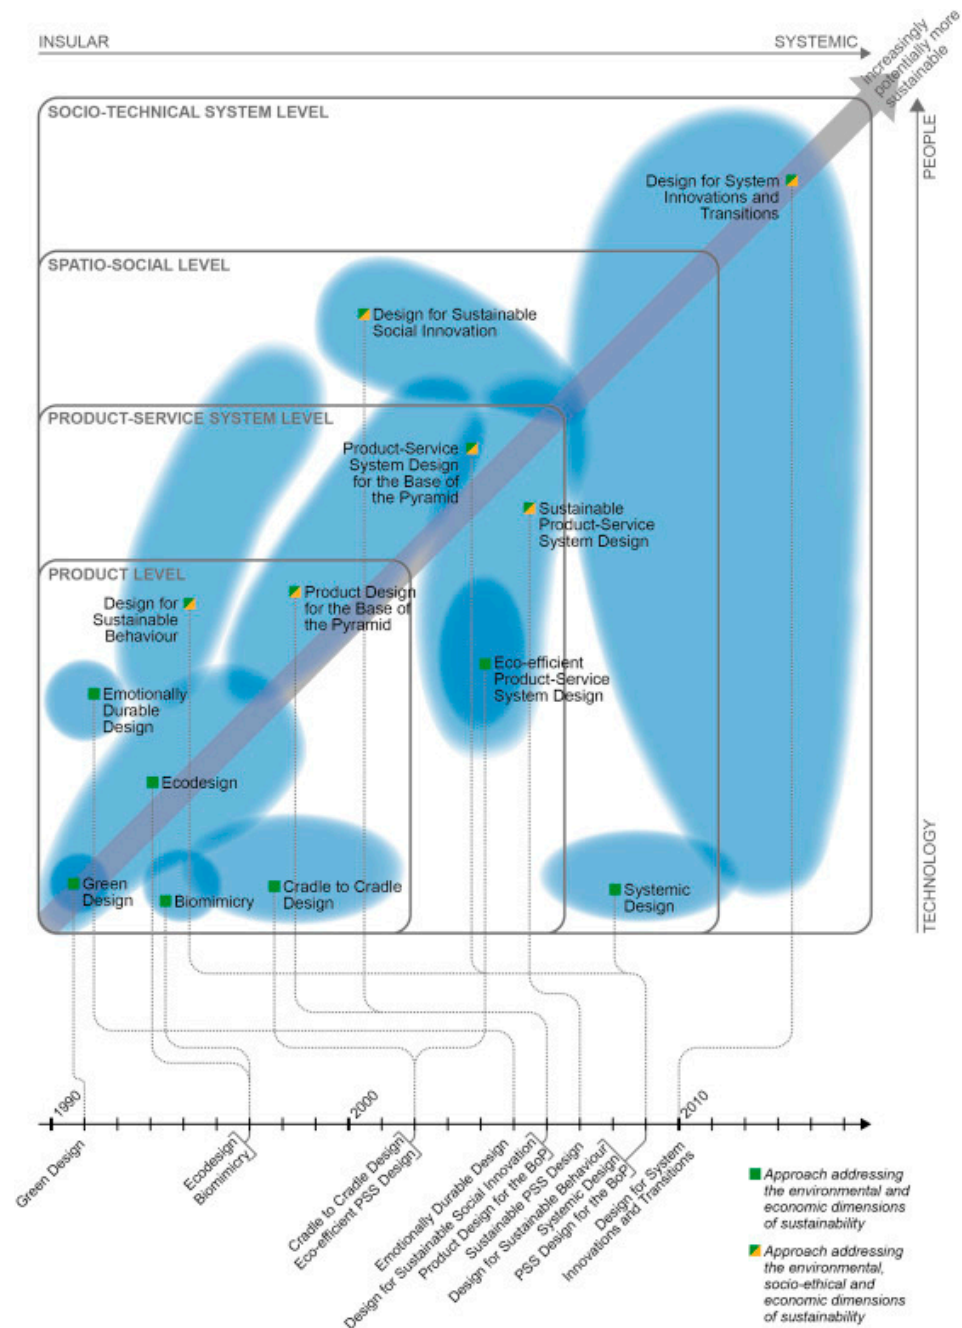 INSULAR
SYSTEMIC
Increasingly
potentially more
sustainable
SOCIO-TECHNICAL SYSTEM LEVEL
PEOPLE
Design for System
Innovations and
Transitions
SPATIO-SOCIAL LEVEL
Design for Sustainable
Social Innovation
PRODUCT-SERVICE SYSTEM LEVEL
Product-Service
System Design
for the Base of
the Pyramid
Sustainable
Product-Service
System Design
PRODUCT LEVEL
Design for
Sustainable
Behaviour
Product Design
for the Base of
the Pyramid
Emotionally
Durable
Design
Eco-efficient
Product-Service
System Design
Ecodesign
Green
Design
Biomimicry
Cradle to Cradle
Design
Systemic
Design
TECHNOLOGY
1990
2000
2010
Green Design
Ecodesign
Biomimicry
Cradle to Cradle Design
Eco-efficient PSS Design
Emotionally Durable Design
Design for Sustainable Social Innovation
Product Design for the BoP
Sustainable PSS Design
Design for Sustainable Behaviour
Systemic Design
PSS Design for the BoP
Design for System
Innovations and Transitions
Approach addressing
the environmental and
economic dimensions
of sustainability
Approach addressing
the environmental,
socio-ethical and
economic dimensions
of sustainability